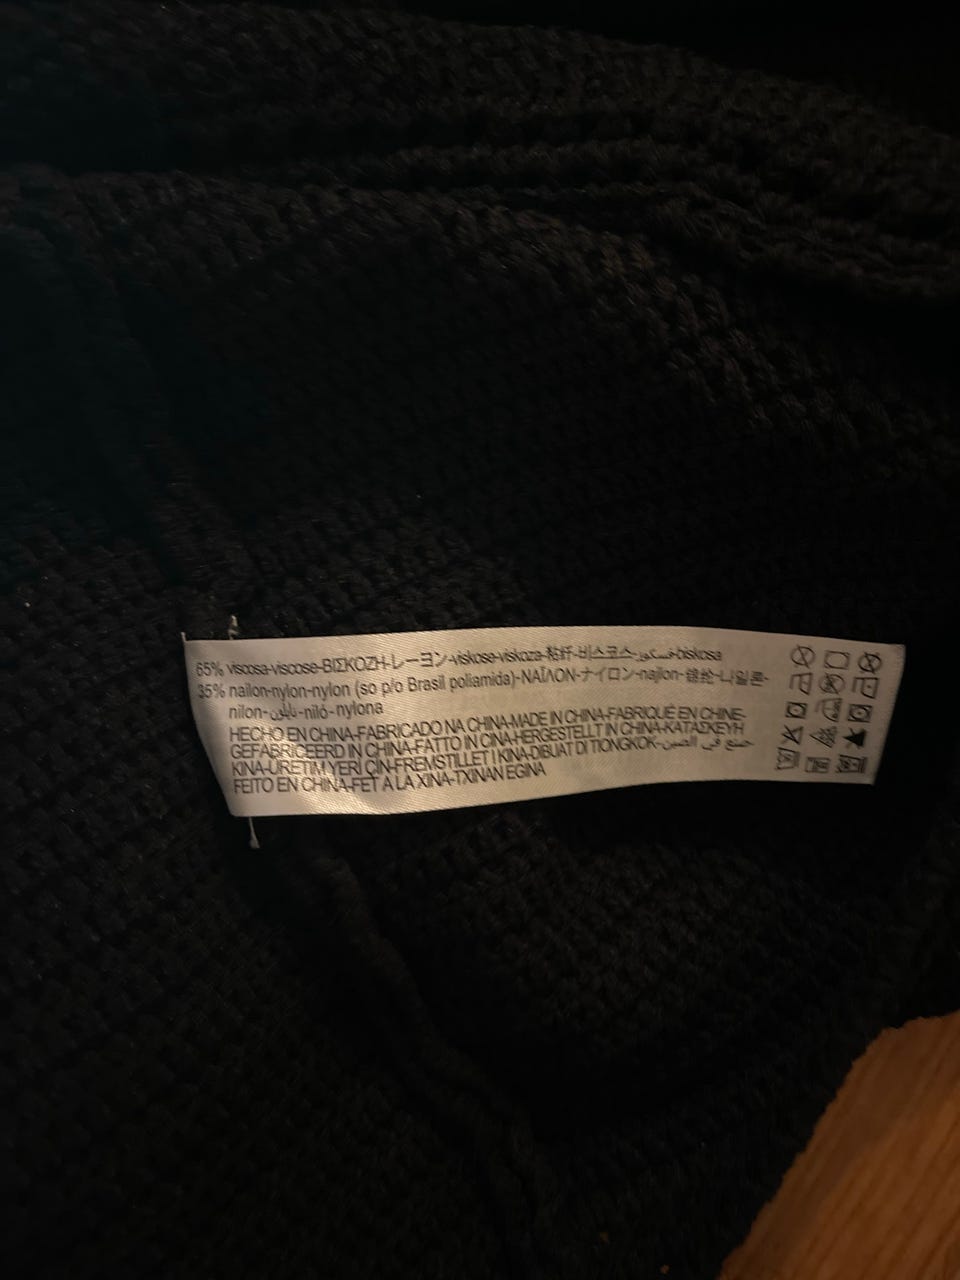 65% viscosa-viscose-ΒΙΣΚΟΖΗ-レーヨン-viskose-viskoza-粘纤-비스코스-فسكوز-biskosa
35% nailon-nylon-nylon (so p/o Brasil poliamida)-ΝΑΪΛΟΝ-ナイロン-najlon-锦纶-나일론-
nilon-نايلون-niló-nylona
HECHO EN CHINA-FABRICADO NA CHINA-MADE IN CHINA-FABRIQUÉ EN CHINE-
GEFABRICEERD IN CHINA-FATTO IN CINA-HERGESTELLT IN CHINA-ΚΑΤΑΣΚΕΥΗ
ΚΙΝΑ-ÜRETİM YERİ ÇİN-FREMSTILLET I KINA-DIBUAT DI TIONGKOK-صنع في الصين
FEITO EN CHINA-FET A LA XINA-TXINAN EGINA